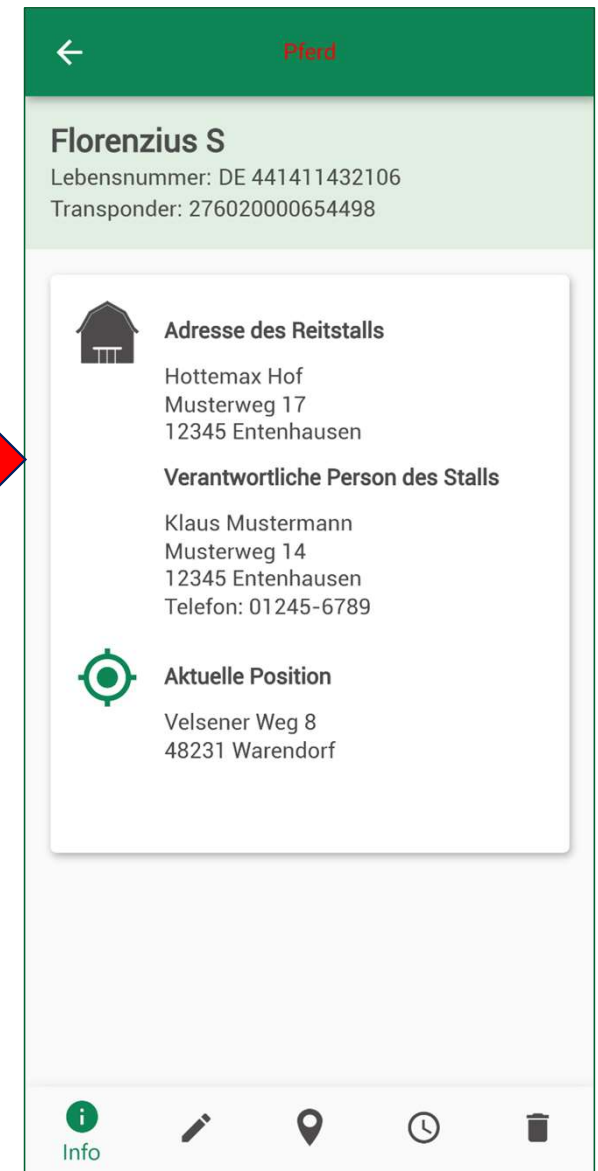 Pferd
Florenzius S
Lebensnummer: DE 441411432106
Transponder: 276020000654498
Adresse des Reitstalls
Hottemax Hof
Musterweg 17
12345 Entenhausen
Verantwortliche Person des Stalls
Klaus Mustermann
Musterweg 14
12345 Entenhausen
Telefon: 01245-6789
Aktuelle Position
Velsener Weg 8
48231 Warendorf
Info